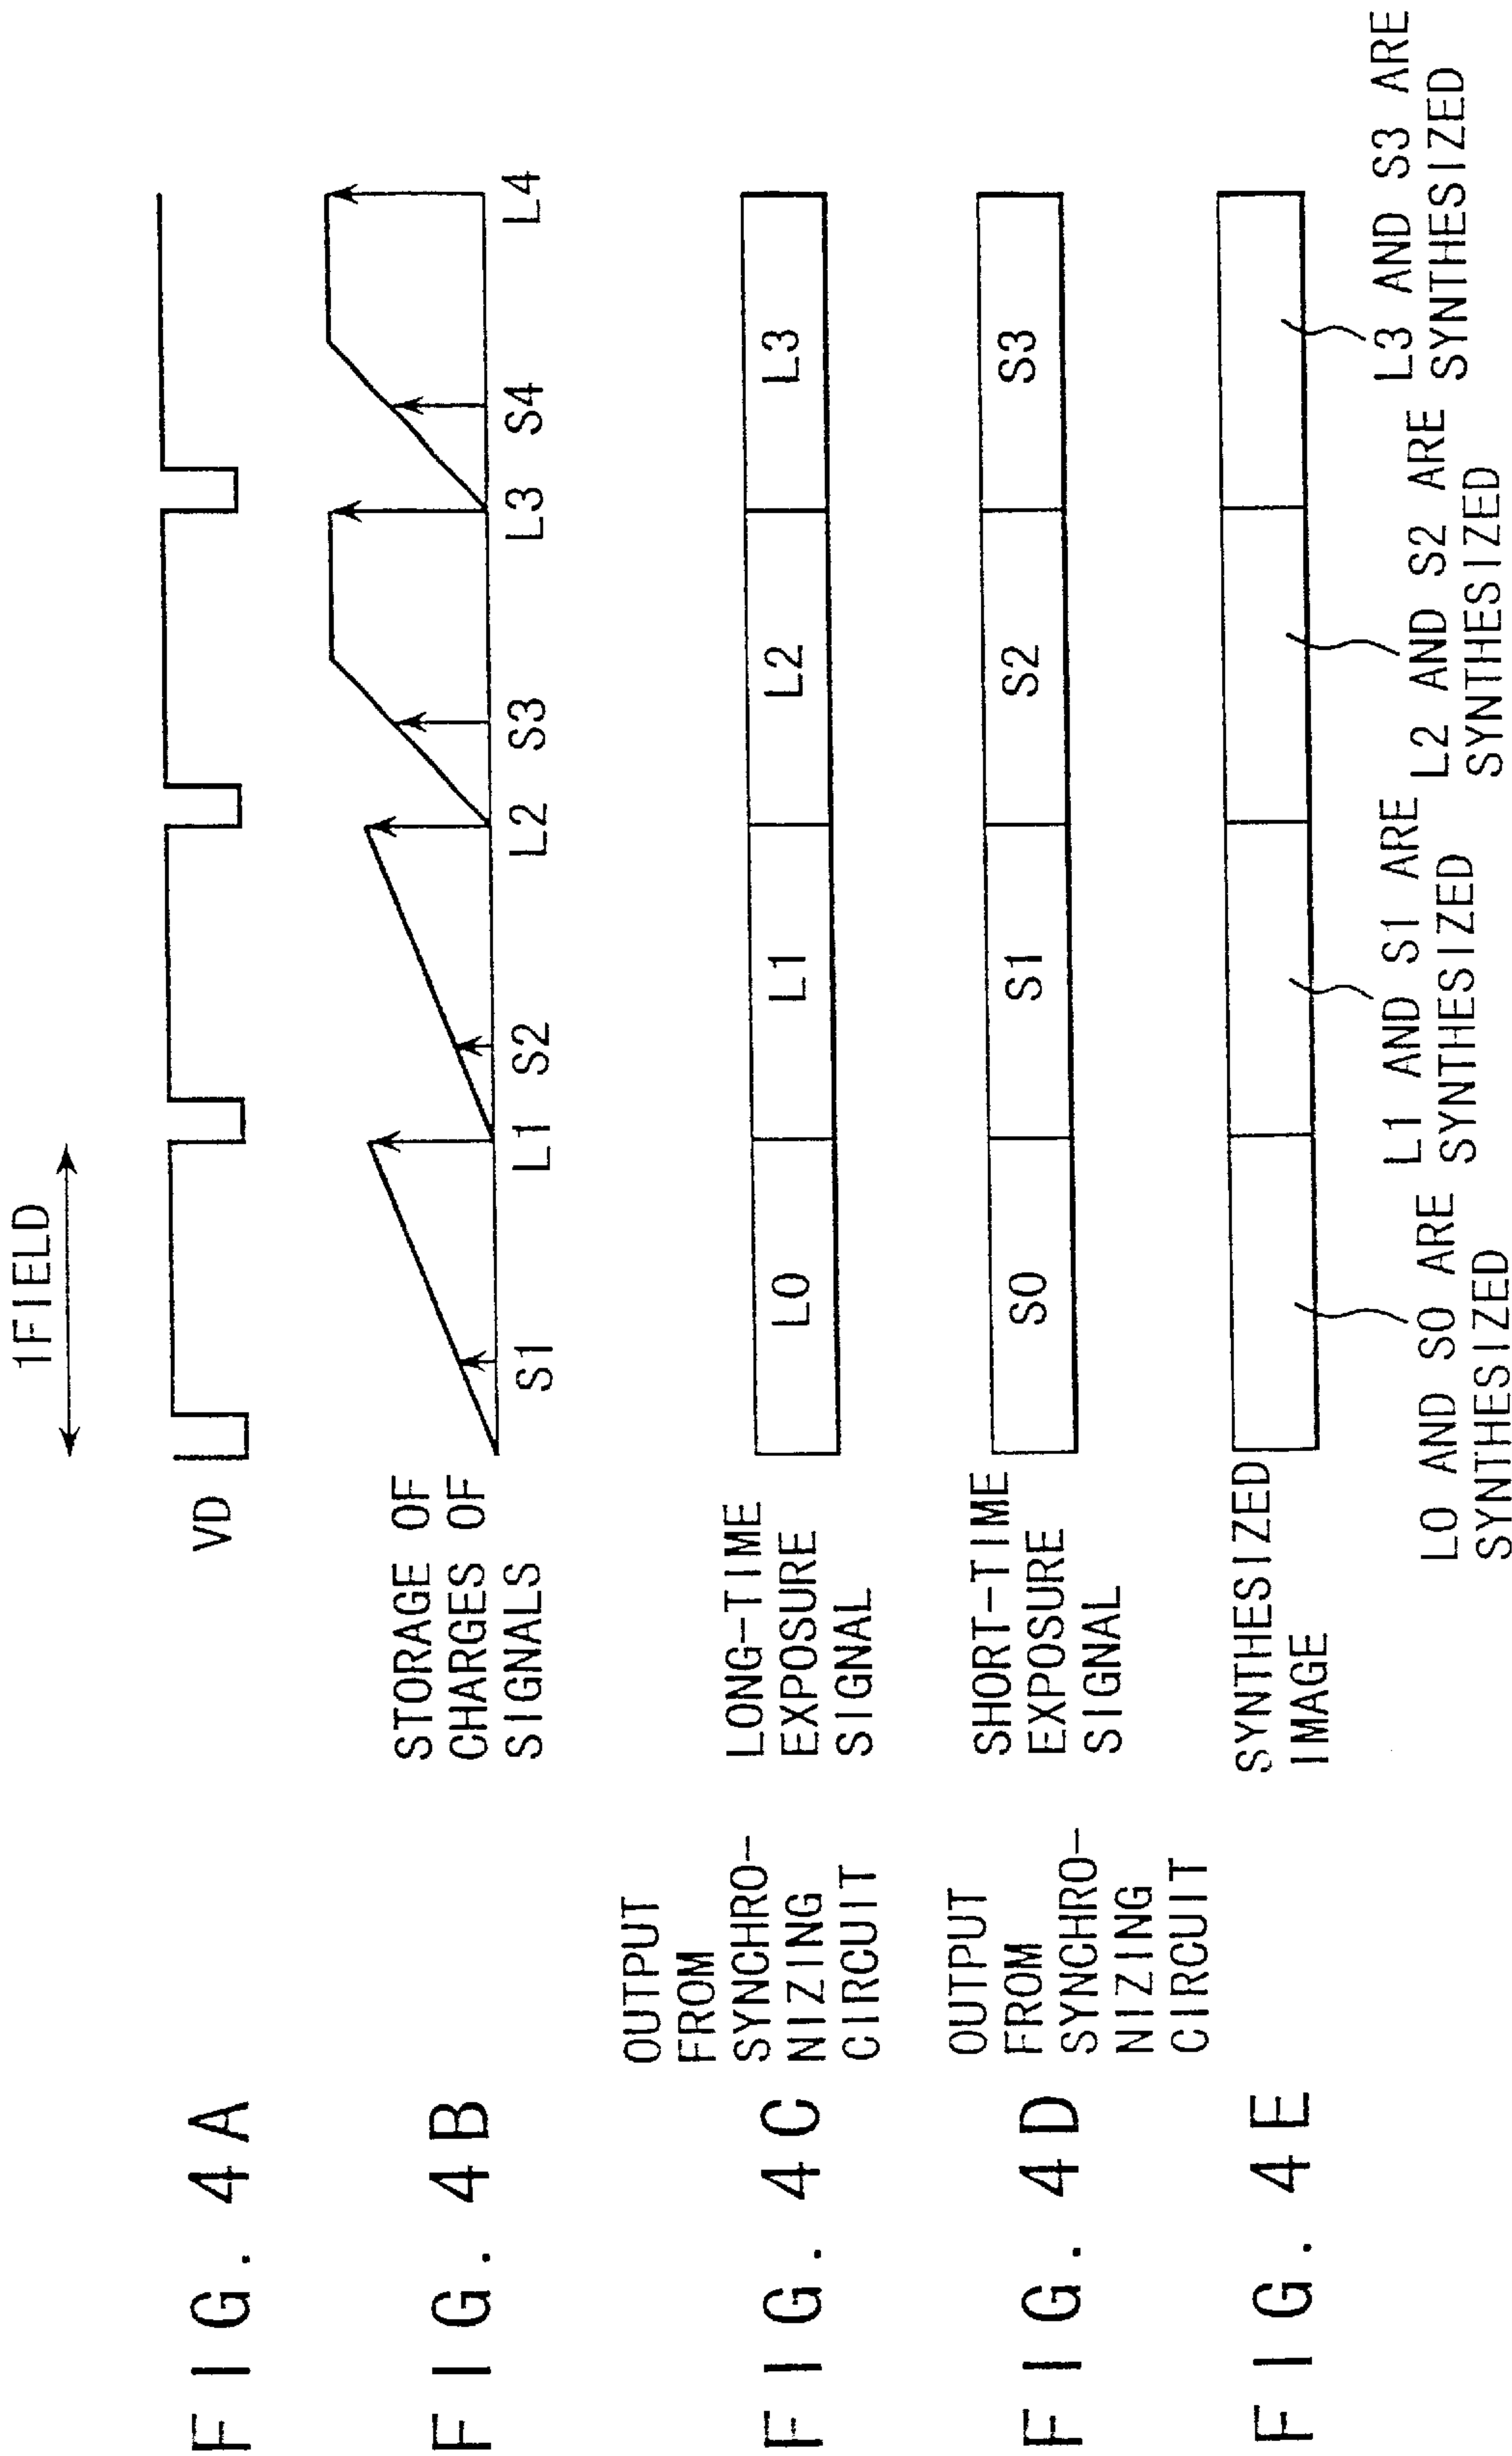 1FIELD
FIG. 4A
VD
FIG. 4B
STORAGE OF
CHARGES OF
SIGNALS
S1
L1
S2
L2
S3
L3
S4
L4
FIG. 4C
OUTPUT
FROM
SYNCHRO-
NIZING
CIRCUIT
LONG-TIME
EXPOSURE
SIGNAL
L0
L1
L2
L3
FIG. 4D
OUTPUT
FROM
SYNCHRO-
NIZING
CIRCUIT
SHORT-TIME
EXPOSURE
SIGNAL
S0
S1
S2
S3
FIG. 4E
SYNTHESIZED
IMAGE
L0 AND S0 ARE
SYNTHESIZED
L1 AND S1 ARE
SYNTHESIZED
L2 AND S2 ARE
SYNTHESIZED
L3 AND S3 ARE
SYNTHESIZED